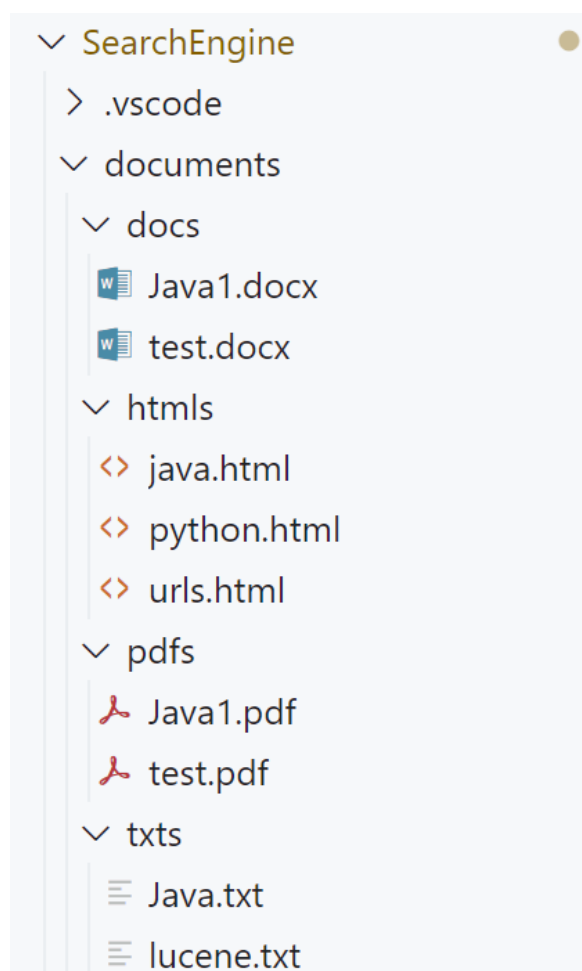 SearchEngine
.vscode
documents
docs
Java1.docx
test.docx
htmls
java.html
python.html
urls.html
pdfs
Java1.pdf
test.pdf
txts
Java.txt
lucene.txt